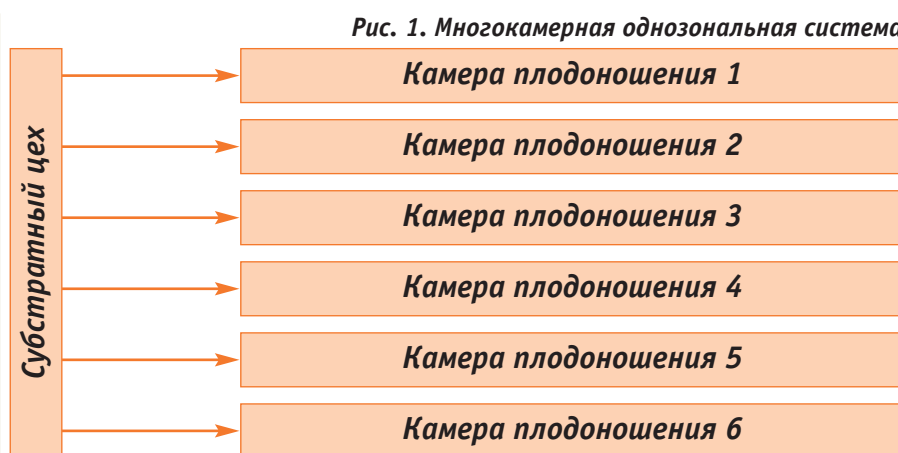 Рис. 1. Многокамерная однозональная система
Субстратный цех
Камера плодоношения 1
Камера плодоношения 2
Камера плодоношения 3
Камера плодоношения 4
Камера плодоношения 5
Камера плодоношения 6